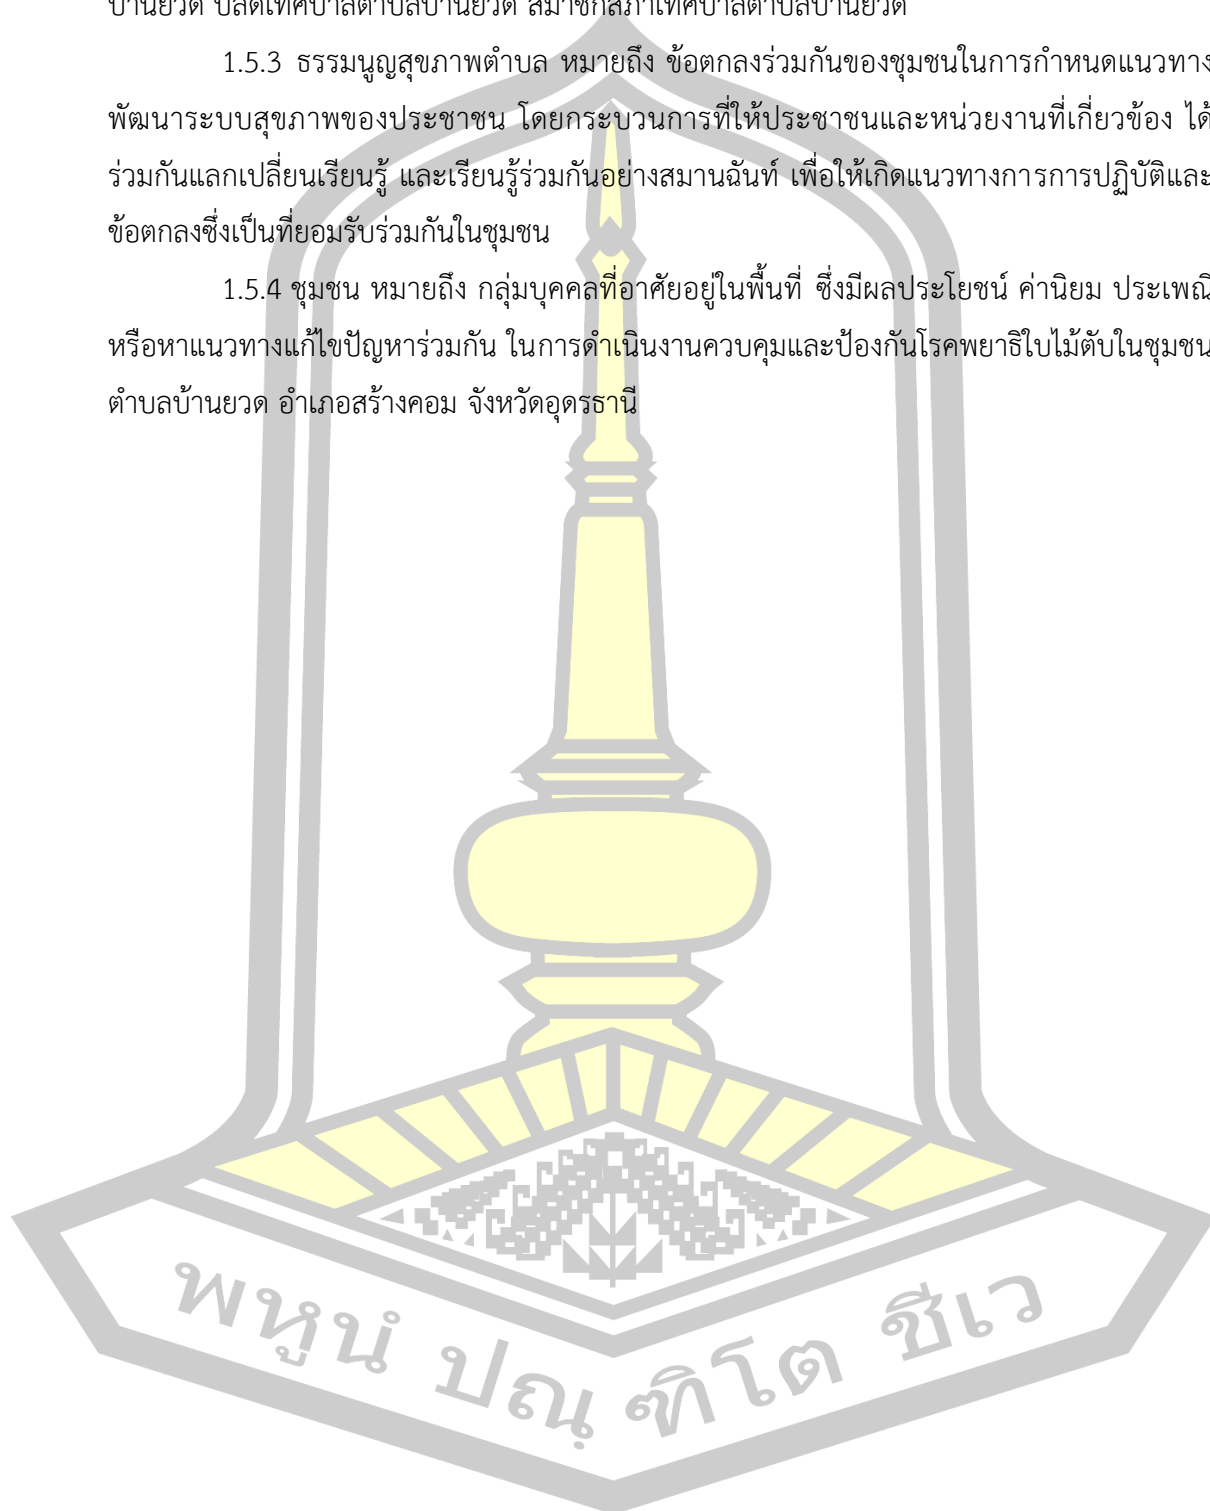 บ้านยวด ปลัดเทศบาลตำบลบ้านยวด สมาชิกสภาเทศบาลตำบลบ้านยวด
1.5.3 ธรรมนูญสุขภาพตำบล หมายถึง ข้อตกลงร่วมกันของชุมชนในการกำหนดแนวทาง
พัฒนาระบบสุขภาพของประชาชน โดยกระบวนการที่ให้ประชาชนและหน่วยงานที่เกี่ยวข้อง ได้
ร่วมกันแลกเปลี่ยนเรียนรู้ และเรียนรู้ร่วมกันอย่างสมานฉันท์ เพื่อให้เกิดแนวทางการการปฏิบัติและ
ข้อตกลงซึ่งเป็นที่ยอมรับร่วมกันในชุมชน
1.5.4 ชุมชน หมายถึง กลุ่มบุคคลที่อาศัยอยู่ในพื้นที่ ซึ่งมีผลประโยชน์ ค่านิยม ประเพณี
หรือหาแนวทางแก้ไขปัญหาร่วมกัน ในการดำเนินงานควบคุมและป้องกันโรคพยาธิใบไม้ตับในชุมชน
ตำบลบ้านยวด อำเภอสร้างคอม จังหวัดอุดรธานี
พหูนํ ปณฺฑิโต ชีเว